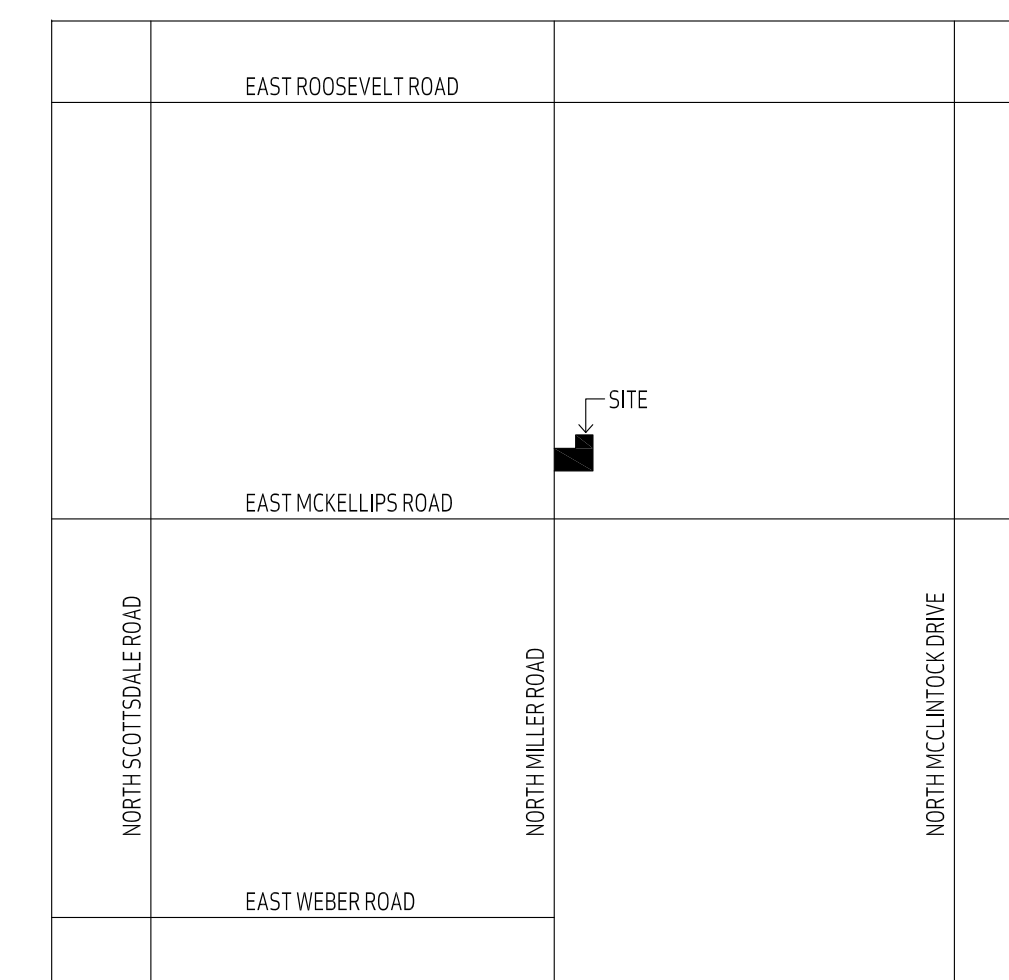 EAST ROOSEVELT ROAD
SITE
EAST MCKELLIPS ROAD
NORTH SCOTTSDALE ROAD
NORTH MILLER ROAD
NORTH MCCLINTOCK DRIVE
EAST WEBER ROAD